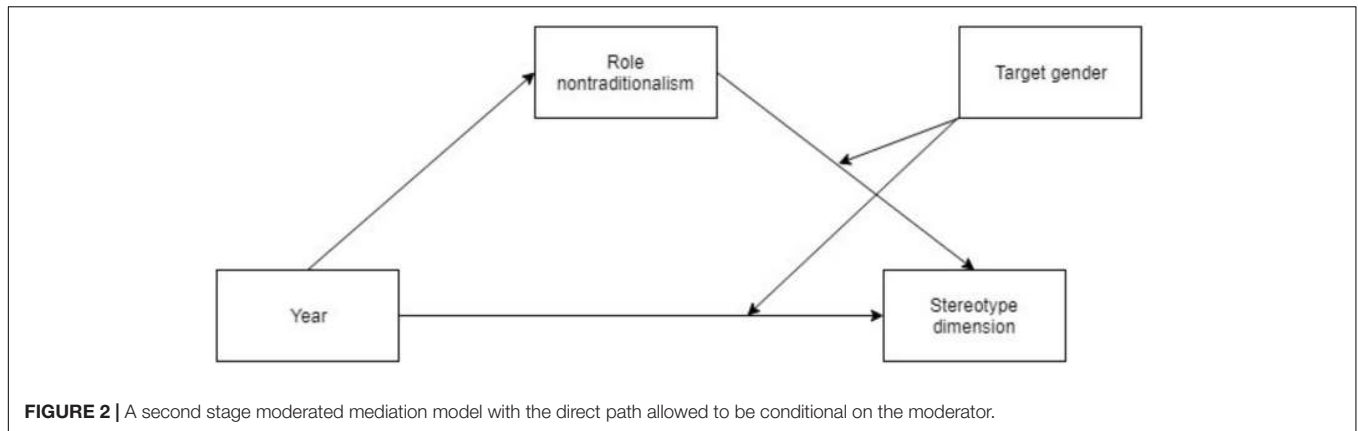 Role
nontraditionalism
Target gender
Year
Stereotype
dimension
FIGURE 2 | A second stage moderated mediation model with the direct path allowed to be conditional on the moderator.